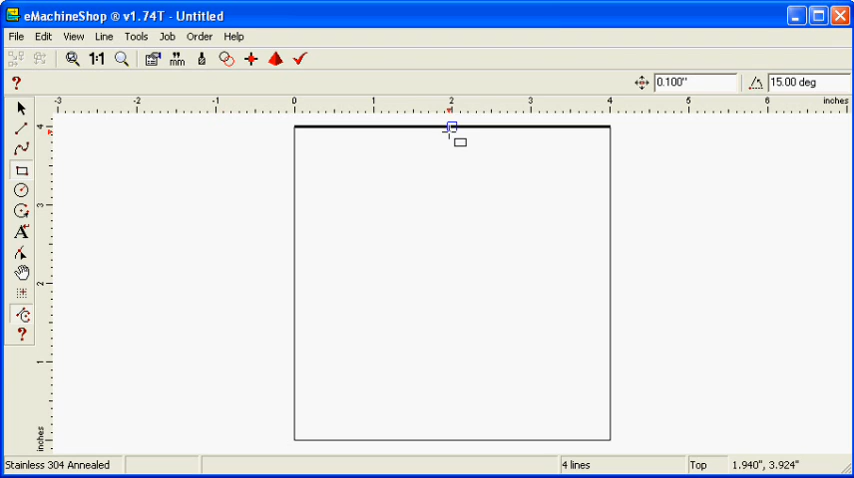 eMachineShop ® v1.74T - Untitled
File Edit View Line Tools Job Order Help
1:1 mm
? 0.100" 15.00 deg
-3 -2 -1 0 1 2 3 4 5 6 inches
4
A
3
2
?
1
inches
Stainless 304 Annealed 4 lines Top 1.940", 3.924"